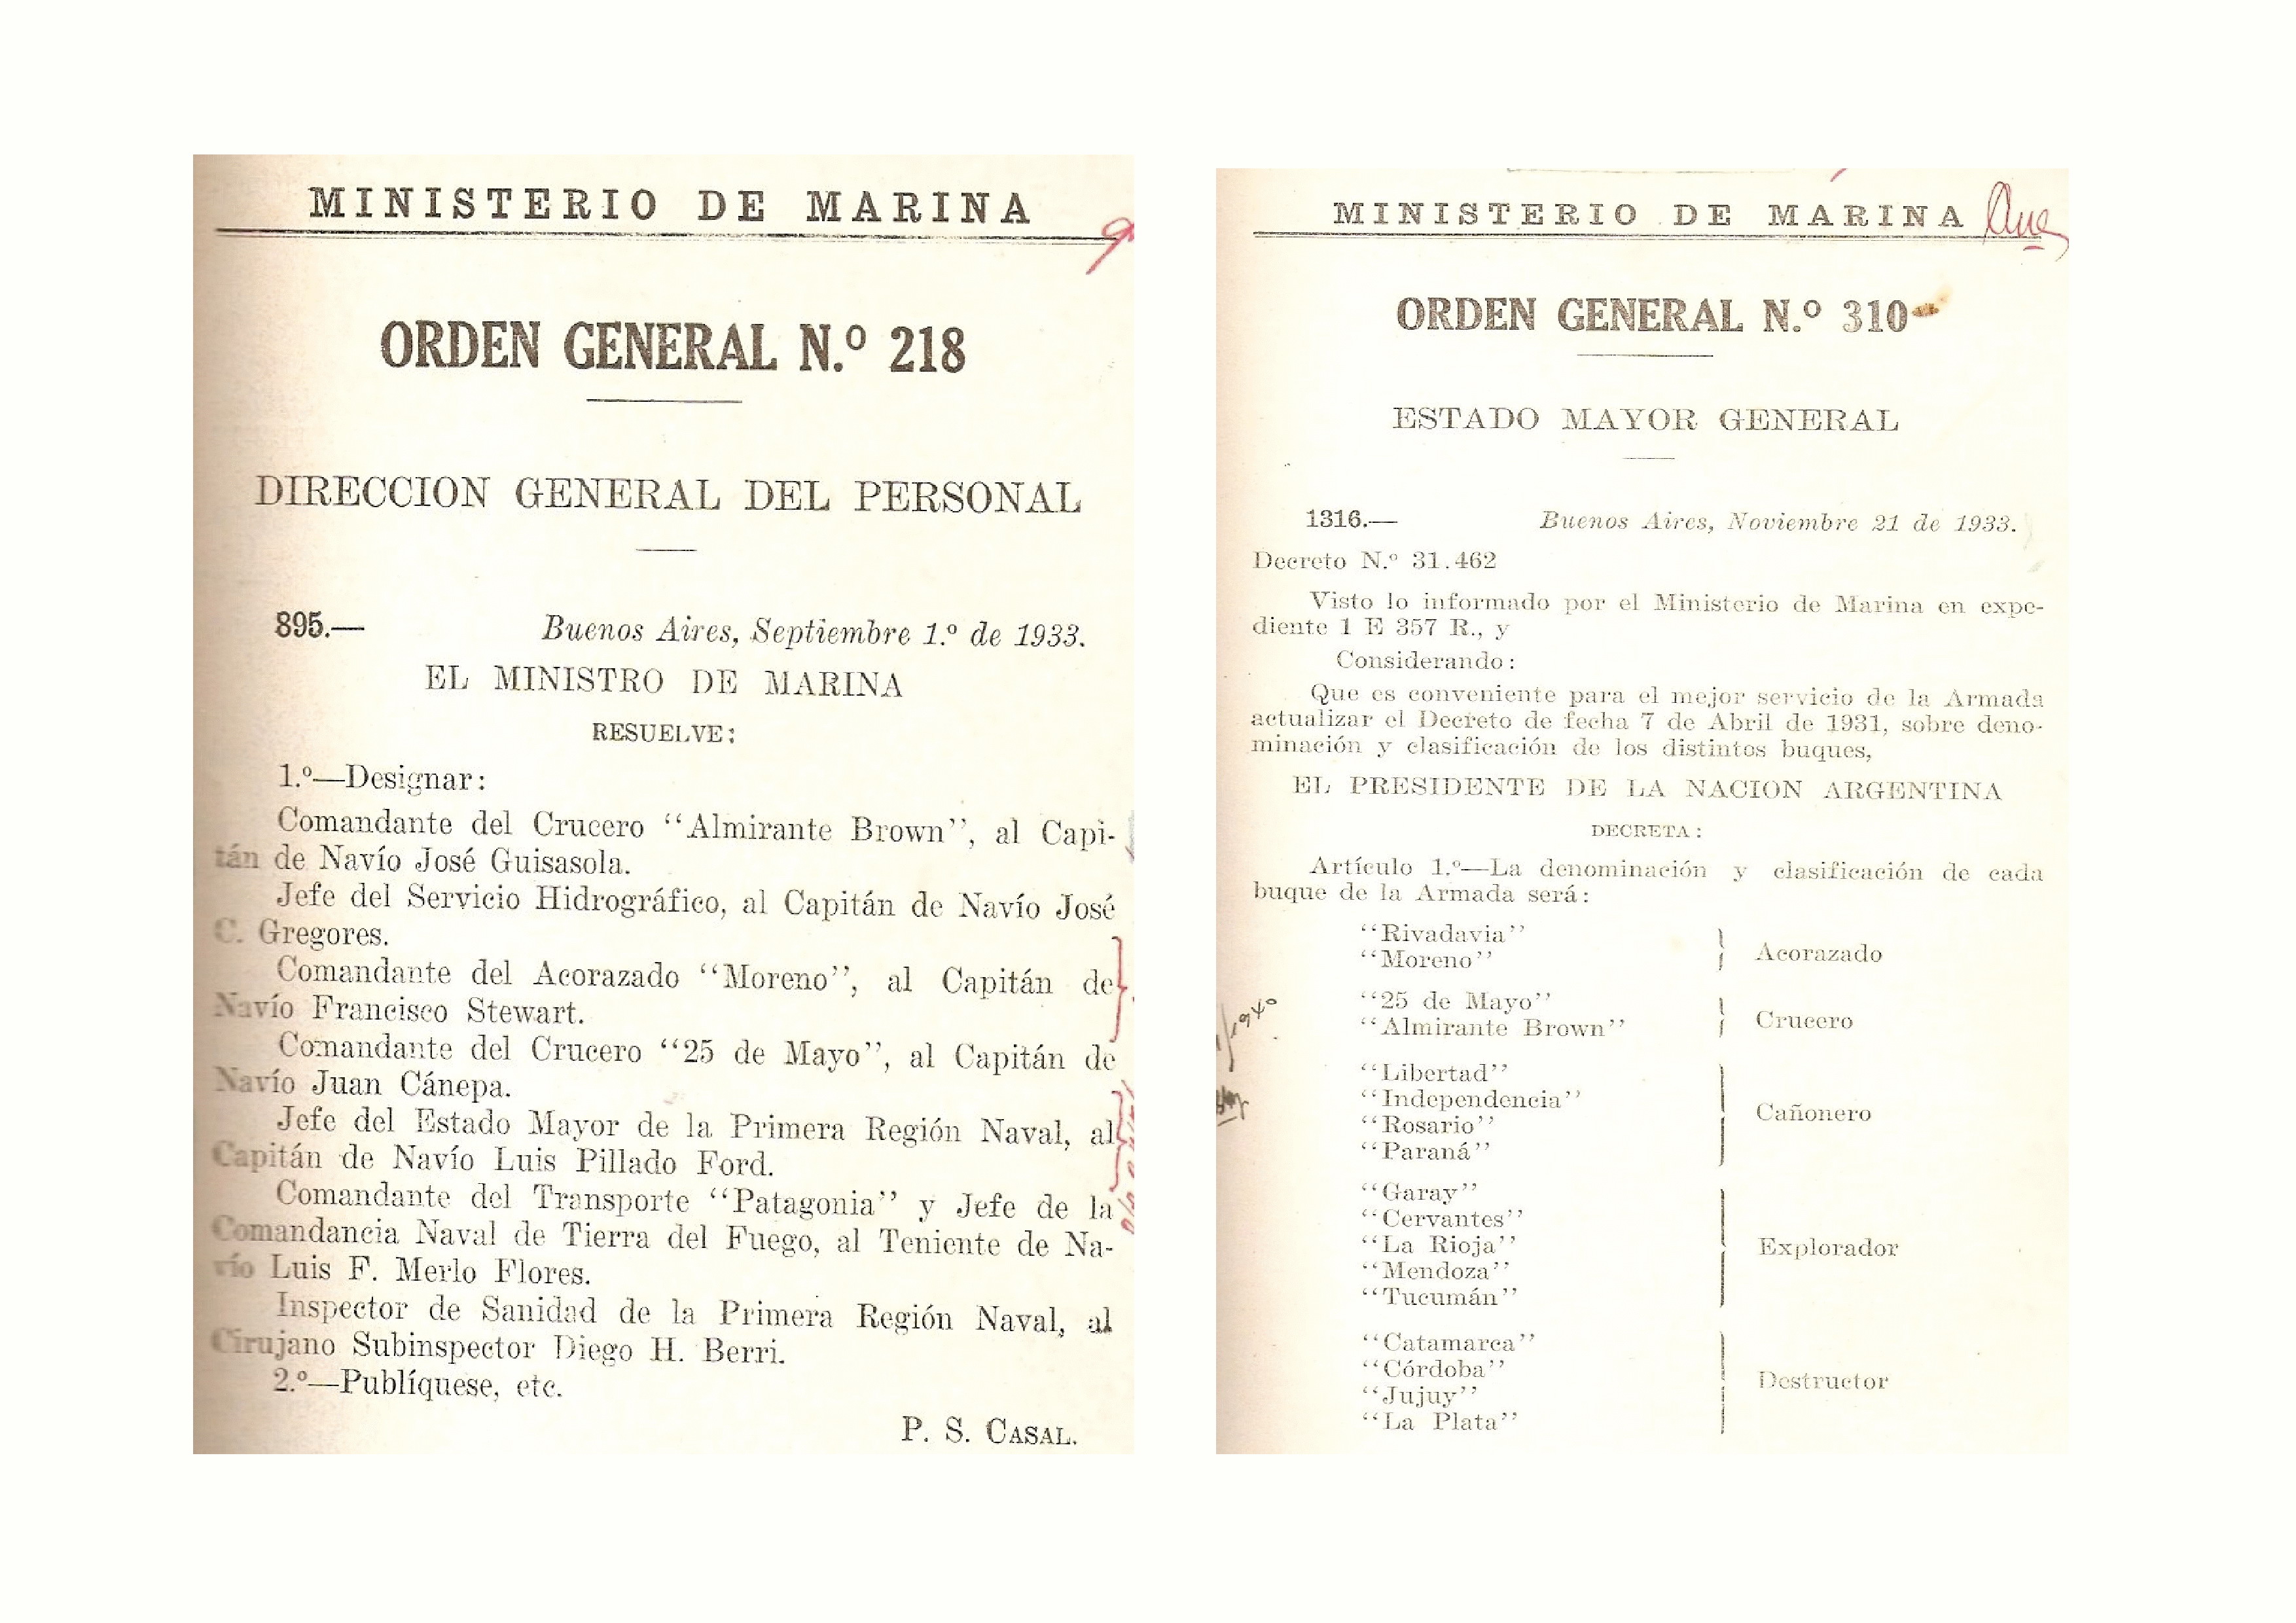 MINISTERIO DE MARINA
ORDEN GENERAL N.º 218
DIRECCION GENERAL DEL PERSONAL
895.— Buenos Aires, Septiembre 1.º de 1933.
EL MINISTRO DE MARINA
RESUELVE:
1.º—Designar:
Comandante del Crucero "Almirante Brown", al Capi-
tán de Navío José Guisasola.
Jefe del Servicio Hidrográfico, al Capitán de Navío José
C. Gregores.
Comandante del Acorazado "Moreno", al Capitán de
Navío Francisco Stewart.
Comandante del Crucero "25 de Mayo", al Capitán de
Navío Juan Cánepa.
Jefe del Estado Mayor de la Primera Región Naval, al
Capitán de Navío Luis Pillado Ford.
Comandante del Transporte "Patagonia" y Jefe de la
Comandancia Naval de Tierra del Fuego, al Teniente de Na-
vío Luis F. Merlo Flores.
Inspector de Sanidad de la Primera Región Naval, al
Cirujano Subinspector Diego H. Berri.
2.º—Publíquese, etc.
P. S. CASAL.
MINISTERIO DE MARINA
ORDEN GENERAL N.º 310
ESTADO MAYOR GENERAL
1316.— Buenos Aires, Noviembre 21 de 1933.
Decreto N.º 31.462
Visto lo informado por el Ministerio de Marina en expe-
diente 1 E 357 R., y
Considerando:
Que es conveniente para el mejor servicio de la Armada
actualizar el Decreto de fecha 7 de Abril de 1931, sobre deno-
minación y clasificación de los distintos buques,
EL PRESIDENTE DE LA NACION ARGENTINA
DECRETA:
Artículo 1.º—La denominación y clasificación de cada
buque de la Armada será:
"Rivadavia"
"Moreno"
Acorazado
"25 de Mayo"
"Almirante Brown"
Crucero
"Libertad"
"Independencia"
"Rosario"
"Paraná"
Cañonero
"Garay"
"Cervantes"
"La Rioja"
"Mendoza"
"Tucumán"
Explorador
"Catamarca"
"Córdoba"
"Jujuy"
"La Plata"
Destructor